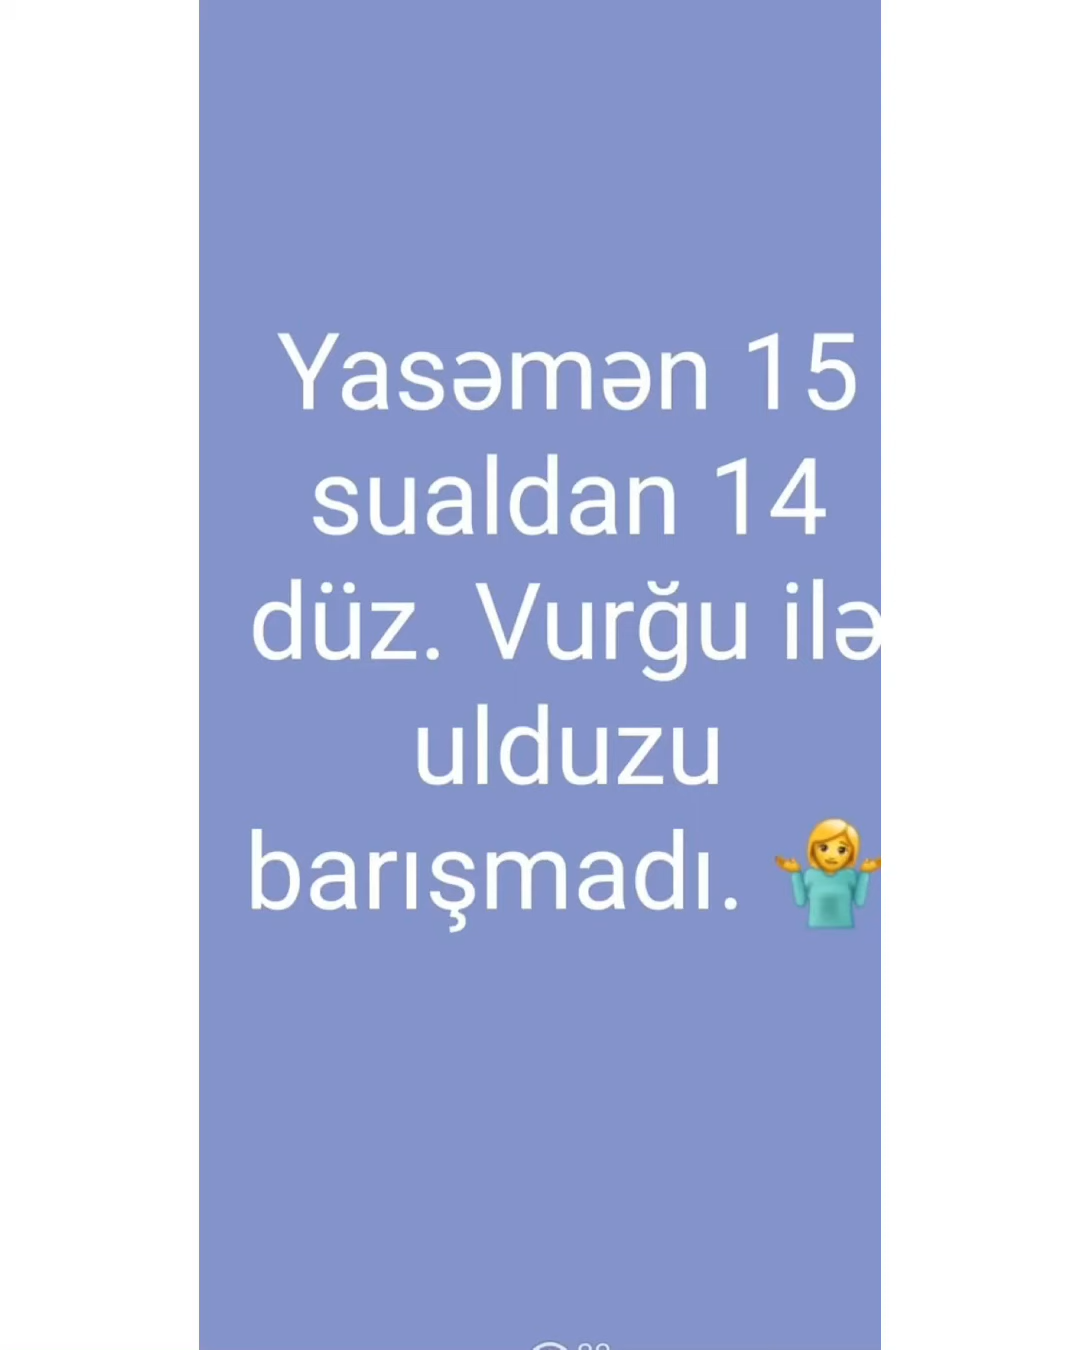 Yasəmən 15
sualdan 14
düz. Vurğu ilə
ulduzu
barışmadı. 🤷‍♀️